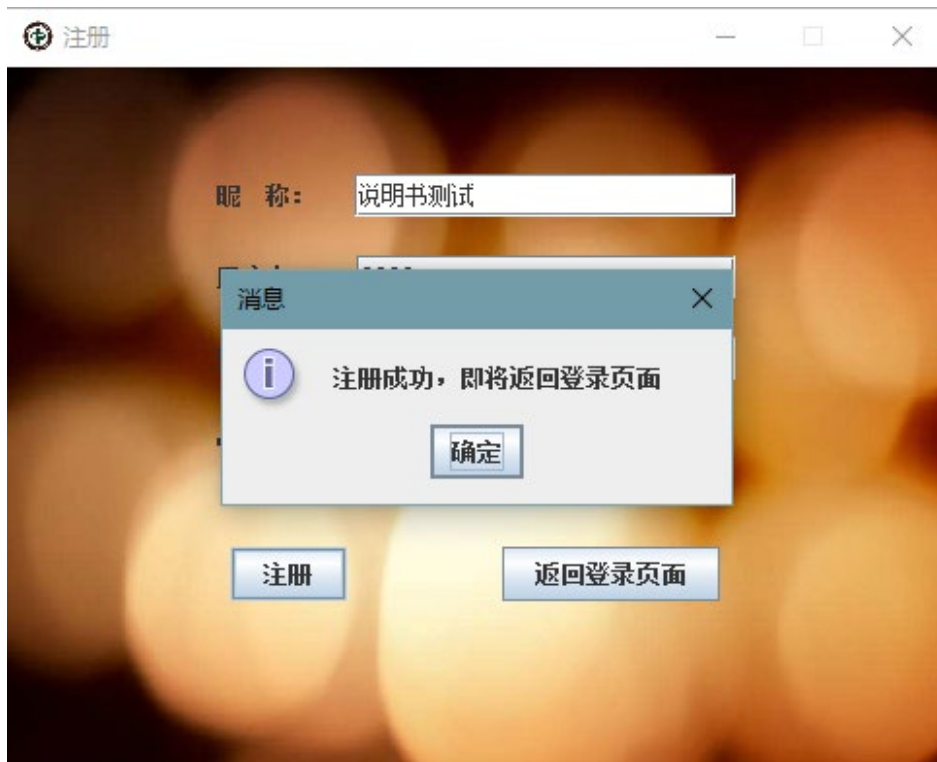 注册
昵 称：
说明书测试
消息
注册成功，即将返回登录页面
确定
注册
返回登录页面